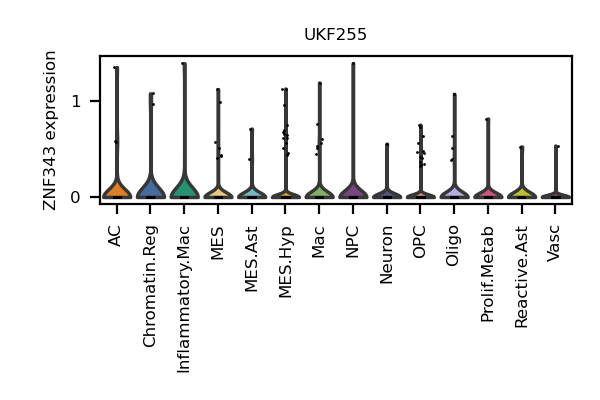 UKF255
ZNF343 expression
1
0
AC
Chromatin.Reg
Inflammatory.Mac
MES
MES.Ast
MES.Hyp
Mac
NPC
Neuron
OPC
Oligo
Prolif.Metab
Reactive.Ast
Vasc